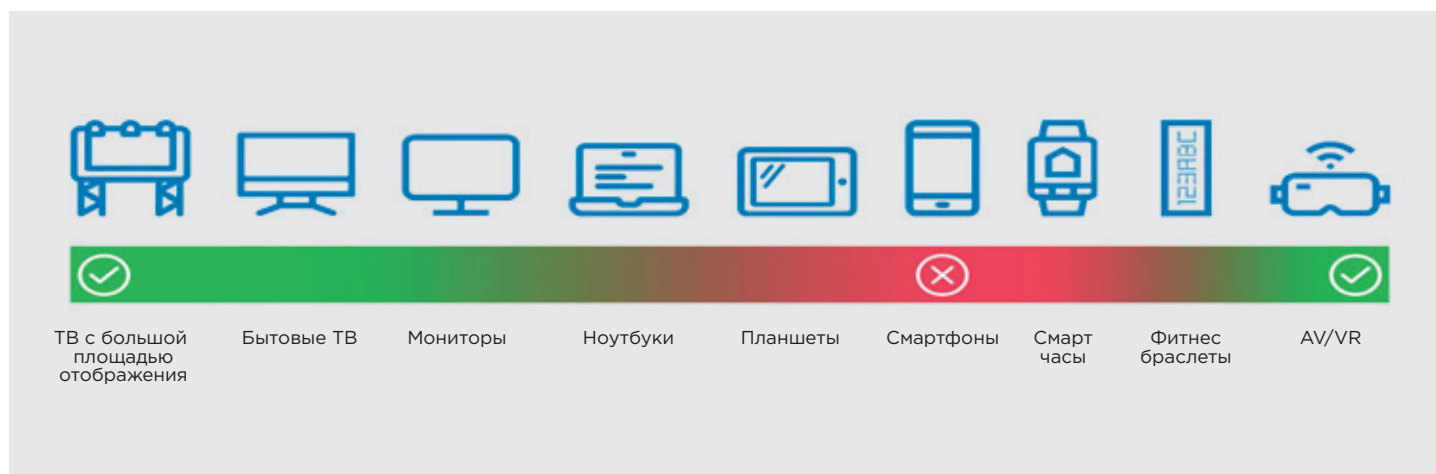 123ABC
ТВ с большой
площадью
отображения
Бытовые ТВ
Мониторы
Ноутбуки
Планшеты
Смартфоны
Смарт
часы
Фитнес
браслеты
AV/VR